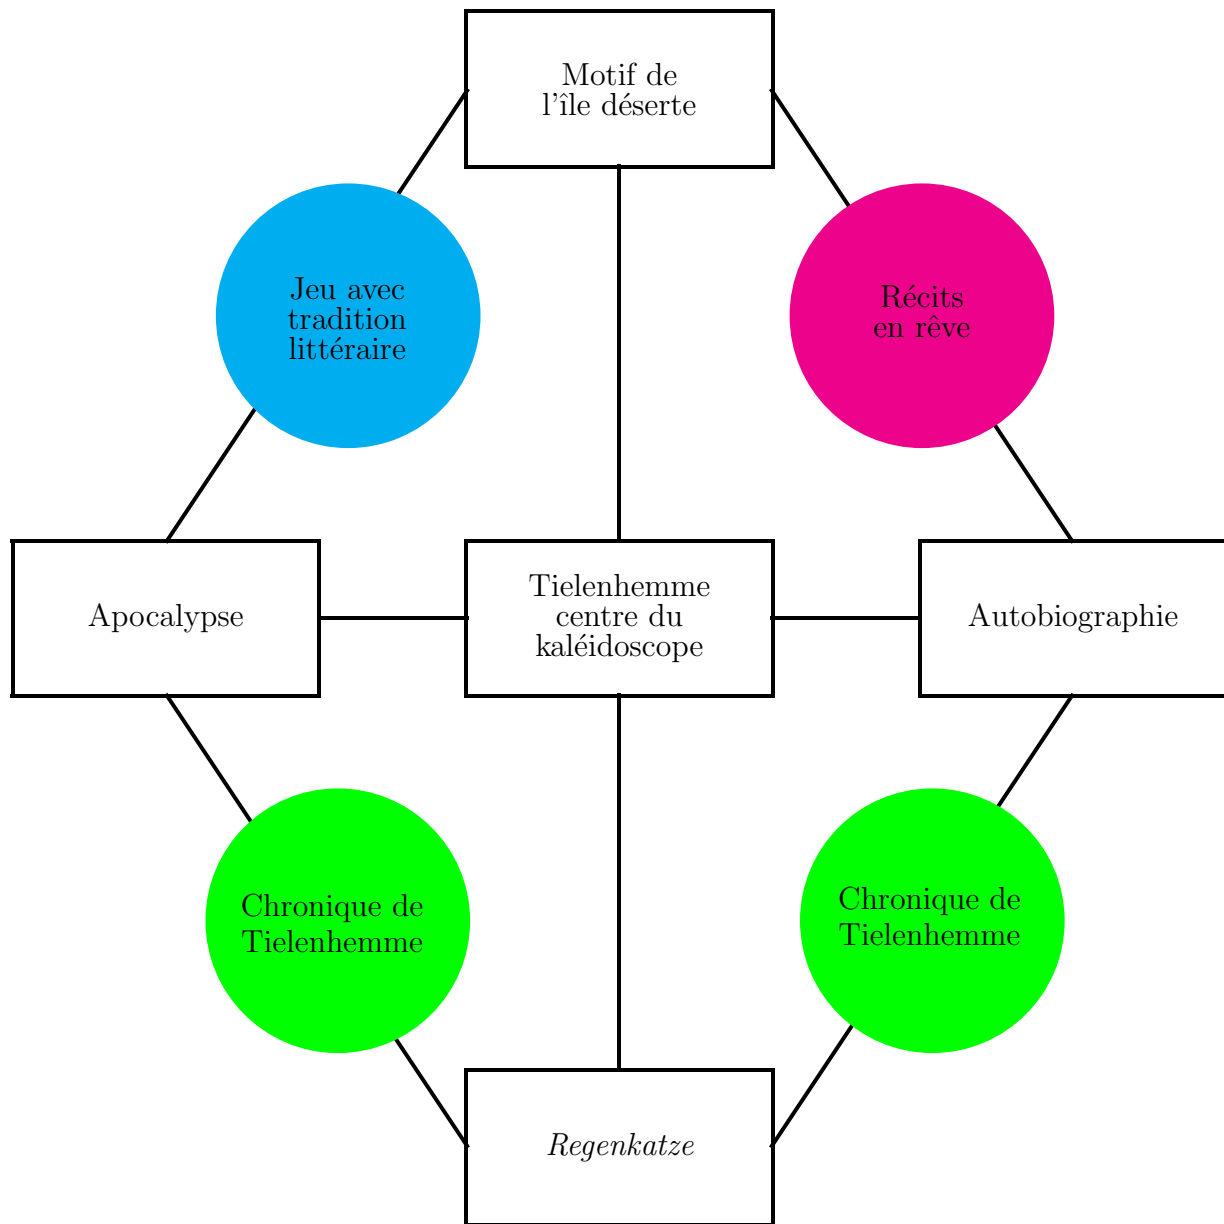 Motif de
l'île déserte
Jeu avec
tradition
littéraire
Récits
en rêve
Apocalypse
Tielenhemme
centre du
kaléidoscope
Autobiographie
Chronique de
Tielenhemme
Chronique de
Tielenhemme
Regenkatze